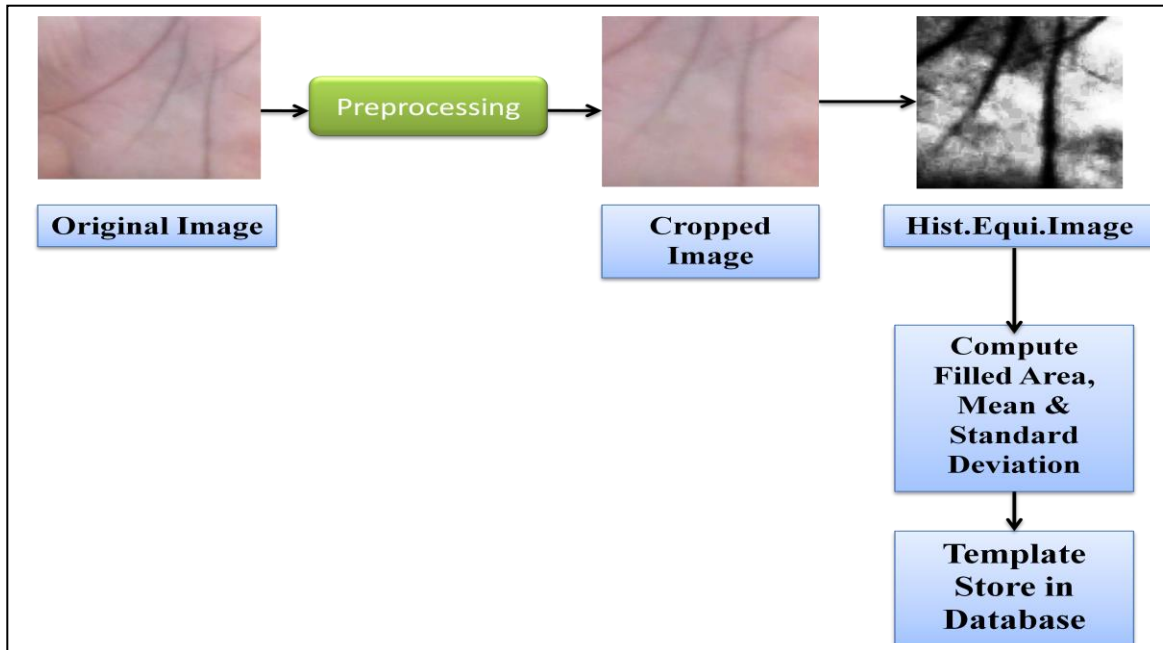 Preprocessing
Original Image
Cropped
Image
Hist.Equi.Image
Compute
Filled Area,
Mean &
Standard
Deviation
Template
Store in
Database